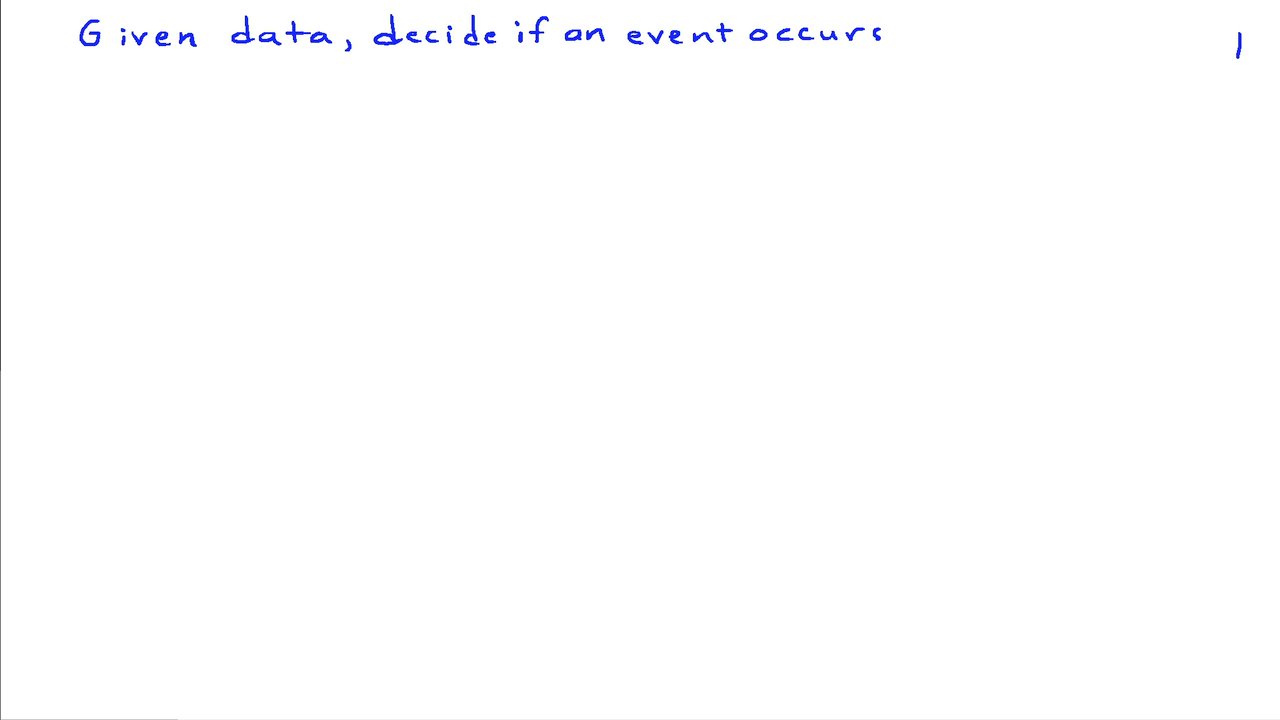 Given data, decide if an event occurs
1